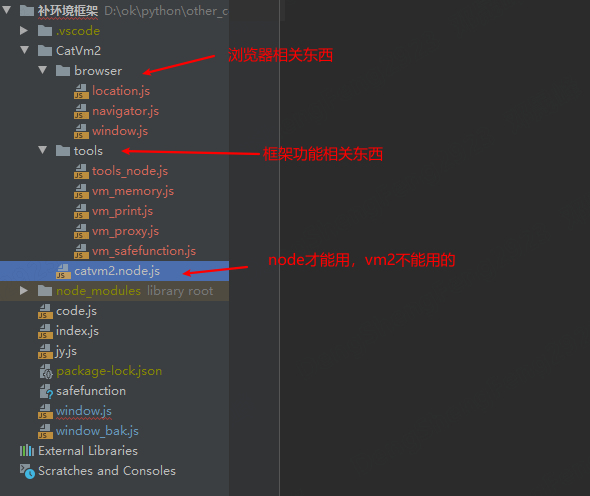 补环境框架 D:\ok\python\other_c
.vscode
CatVm2
browser
浏览器相关东西
location.js
navigator.js
window.js
tools
框架功能相关东西
tools_node.js
vm_memory.js
vm_print.js
vm_proxy.js
vm_safefunction.js
catvm2.node.js
node才能用，vm2不能用的
node_modules library root
code.js
index.js
jy.js
package-lock.json
safefunction
window.js
window_bak.js
External Libraries
Scratches and Consoles